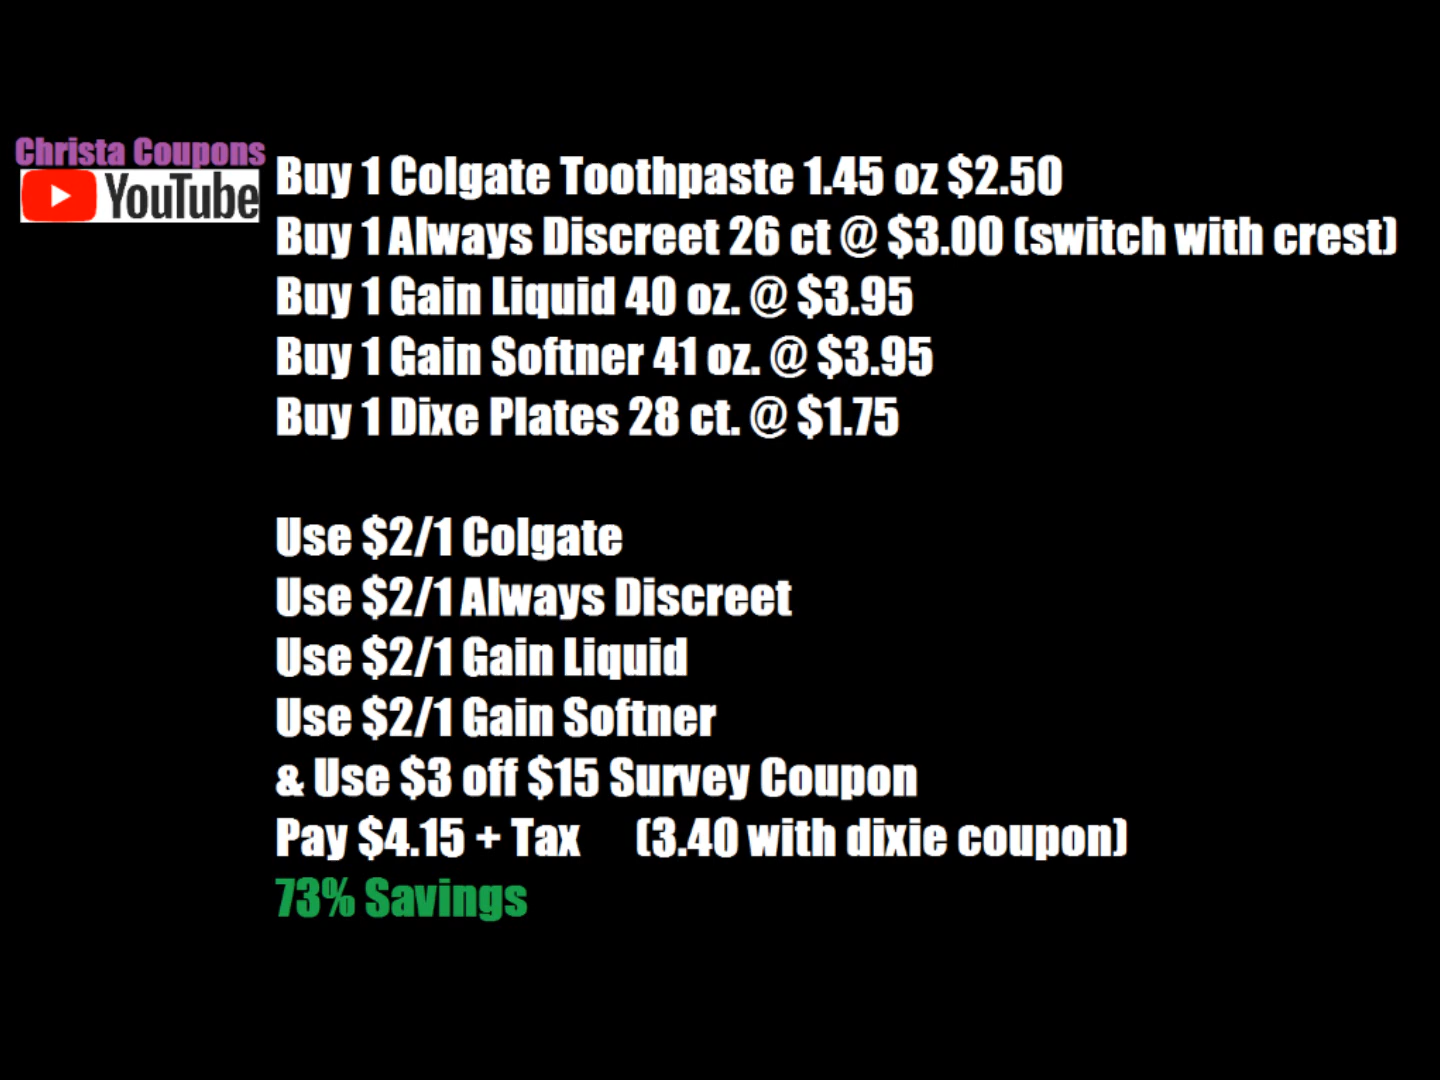 Christa Coupons
YouTube
Buy 1 Colgate Toothpaste 1.45 oz $2.50
Buy 1 Always Discreet 26 ct @ $3.00 (switch with crest)
Buy 1 Gain Liquid 40 oz. @ $3.95
Buy 1 Gain Softner 41 oz. @ $3.95
Buy 1 Dixe Plates 28 ct. @ $1.75
Use $2/1 Colgate
Use $2/1 Always Discreet
Use $2/1 Gain Liquid
Use $2/1 Gain Softner
& Use $3 off $15 Survey Coupon
Pay $4.15 + Tax (3.40 with dixie coupon)
73% Savings